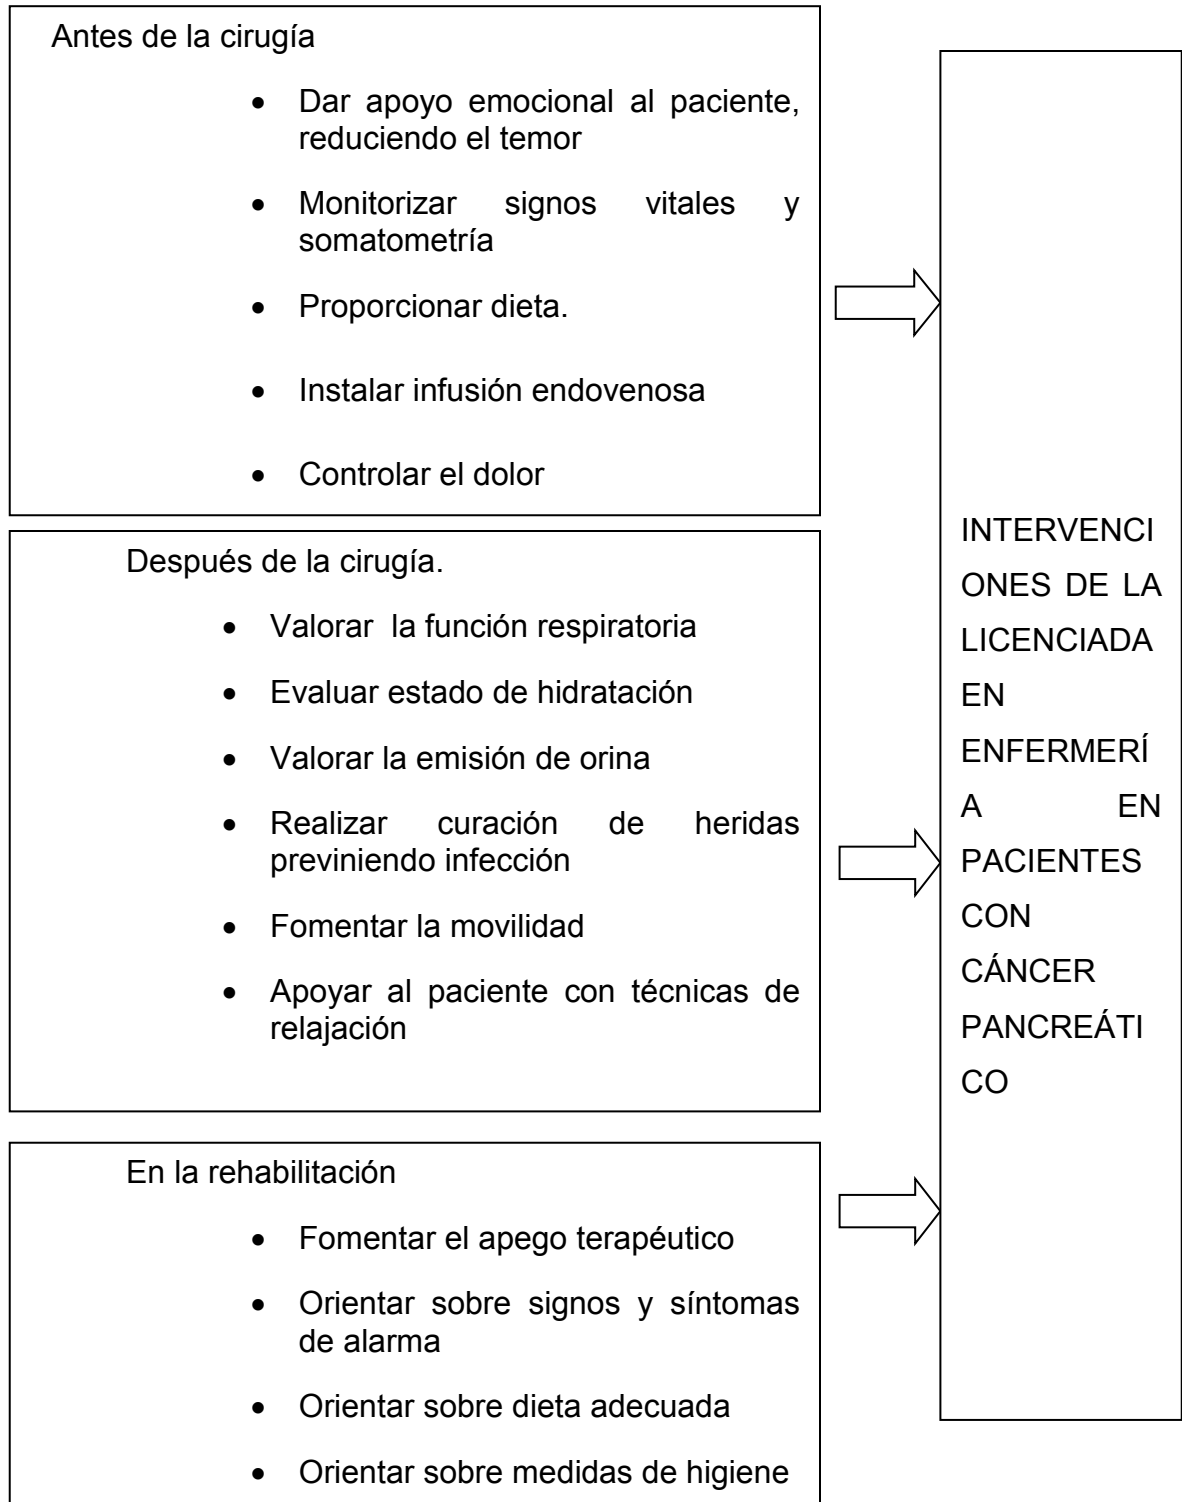 Antes de la cirugía
• Dar apoyo emocional al paciente,
reduciendo el temor
• Monitorizar signos vitales y
somatometría
• Proporcionar dieta.
• Instalar infusión endovenosa
• Controlar el dolor
Después de la cirugía.
• Valorar la función respiratoria
• Evaluar estado de hidratación
• Valorar la emisión de orina
• Realizar curación de heridas
previniendo infección
• Fomentar la movilidad
• Apoyar al paciente con técnicas de
relajación
En la rehabilitación
• Fomentar el apego terapéutico
• Orientar sobre signos y síntomas
de alarma
• Orientar sobre dieta adecuada
• Orientar sobre medidas de higiene
INTERVENCI
ONES DE LA
LICENCIADA
EN
ENFERMERÍ
A EN
PACIENTES
CON
CÁNCER
PANCREÁTI
CO